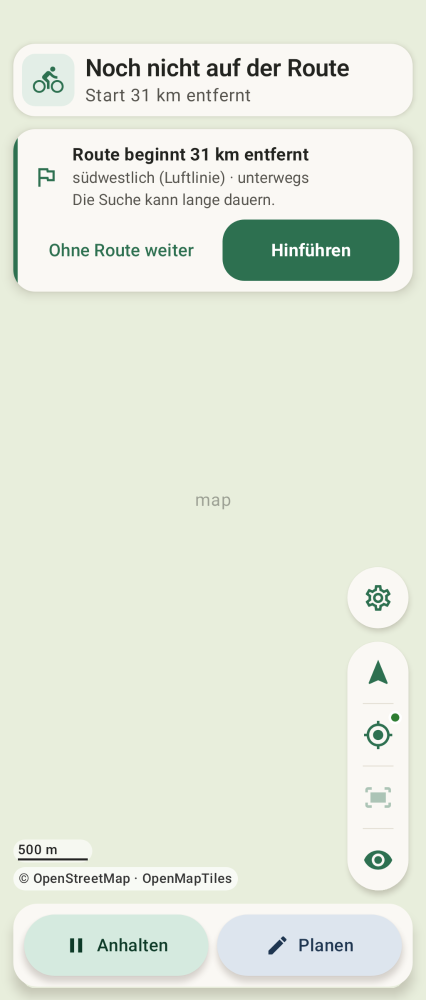 Noch nicht auf der Route
Start 31 km entfernt
Route beginnt 31 km entfernt
südwestlich (Luftlinie) · unterwegs
Die Suche kann lange dauern.
Ohne Route weiter
Hinführen
map
500 m
© OpenStreetMap · OpenMapTiles
Anhalten
Planen